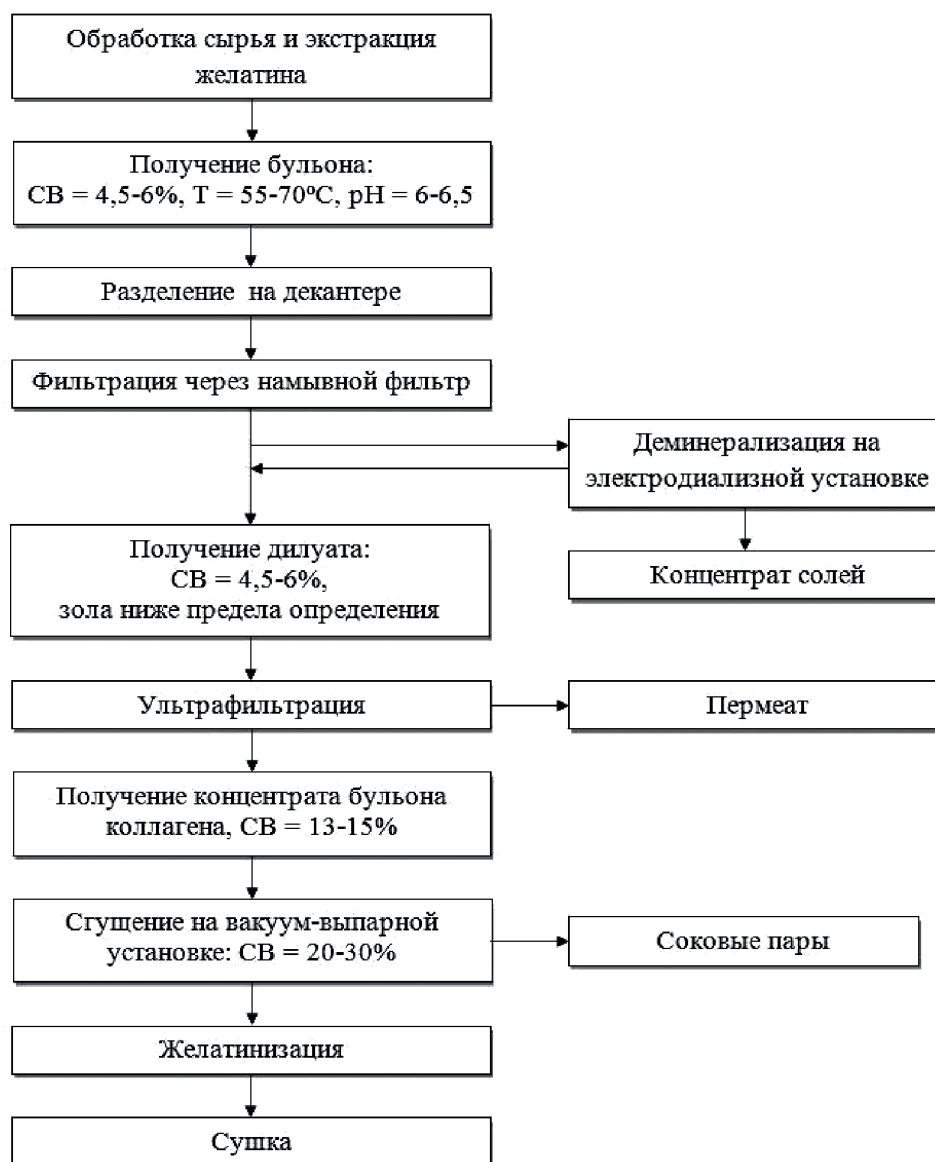 Обработка сырья и экстракция
желатина
Получение бульона:
СВ = 4,5-6%, Т = 55-70ºС, рН = 6-6,5
Разделение на декантере
Фильтрация через намывной фильтр
Деминерализация на
электродиализной установке
Концентрат солей
Получение дилуата:
СВ = 4,5-6%,
зола ниже предела определения
Ультрафильтрация
Пермеат
Получение концентрата бульона
коллагена, СВ = 13-15%
Сгущение на вакуум-выпарной
установке: СВ = 20-30%
Соковые пары
Желатинизация
Сушка